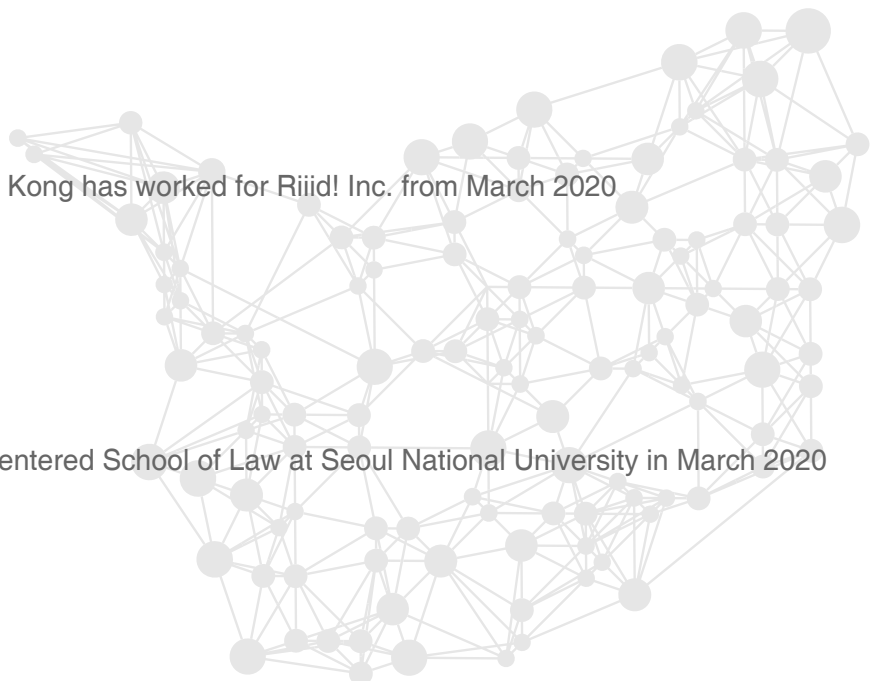 Kong has worked for Riiid! Inc. from March 2020
entered School of Law at Seoul National University in March 2020